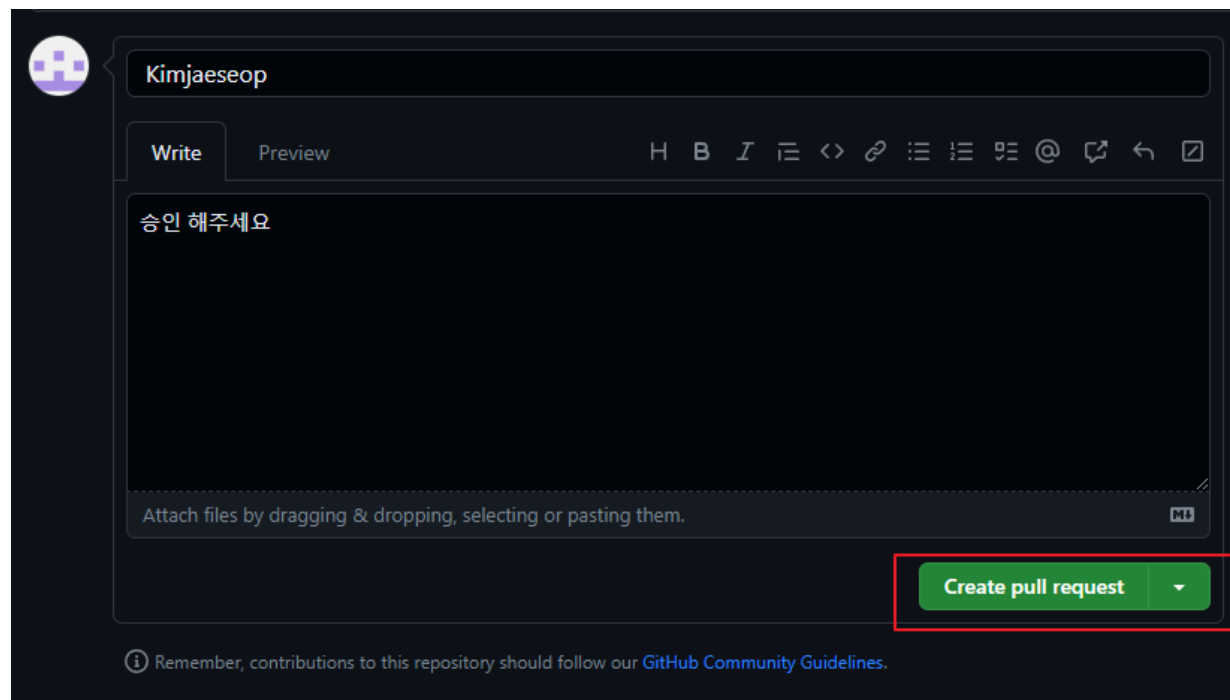 Kimjaeseop
Write Preview
승인 해주세요
Attach files by dragging & dropping, selecting or pasting them.
Create pull request
Remember, contributions to this repository should follow our GitHub Community Guidelines.